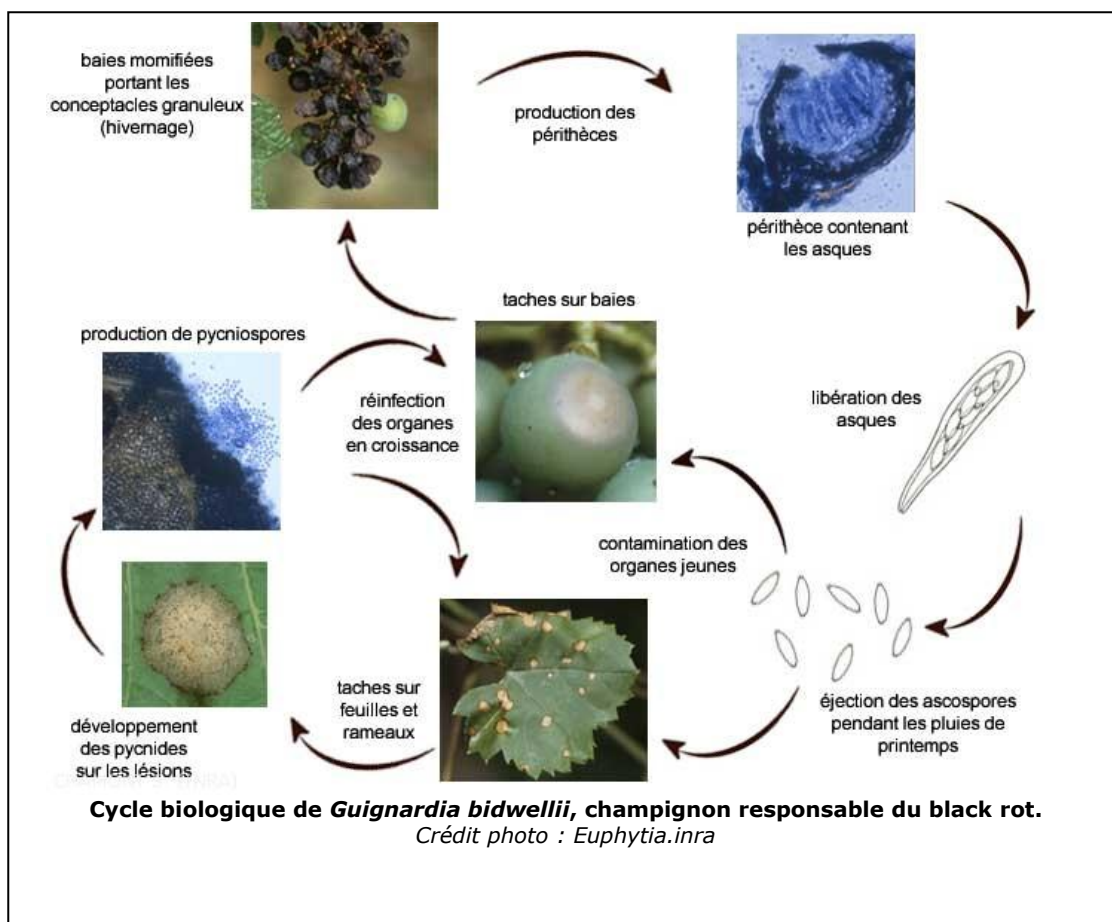 baies momifiées
portant les
conceptacles granuleux
(hivernage)
production des
périthèces
périthèce contenant
les asques
taches sur baies
production de pycniospores
réinfection
des organes
en croissance
libération des
asques
contamination des
organes jeunes
taches sur
feuilles et
rameaux
éjection des ascospores
pendant les pluies de
printemps
développement
des pycnides
sur les lésions
Cycle biologique de Guignardia bidwellii, champignon responsable du black rot.
Crédit photo : Euphytia.inra